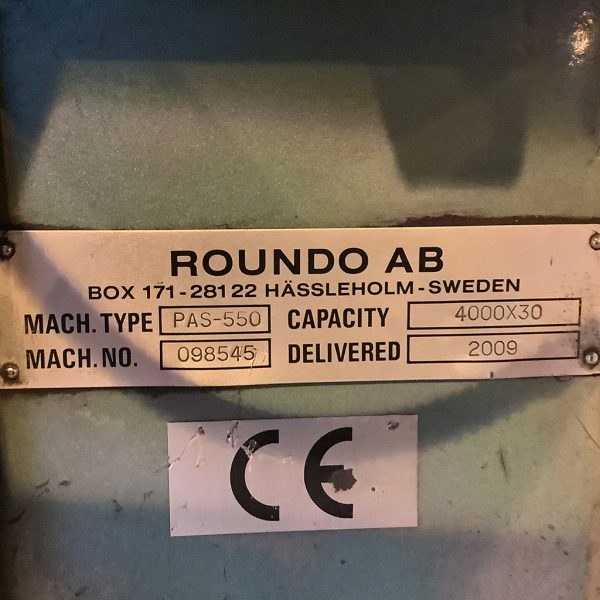 ROUNDO AB
BOX 171-281 22 HÄSSLEHOLM-SWEDEN
MACH. TYPE PAS-550 CAPACITY 4000X30
MACH. NO. 098545 DELIVERED 2009
CE